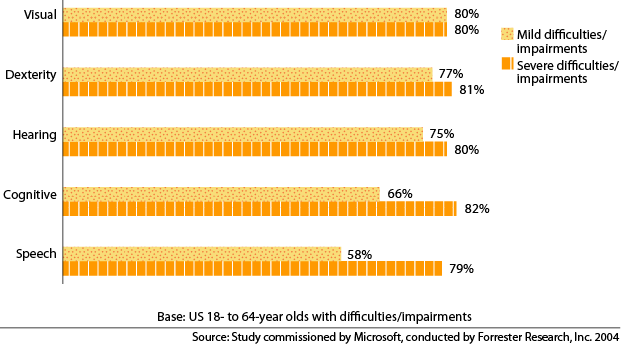 Visual
80%
80%
Mild difficulties/
impairments
Severe difficulties/
impairments
Dexterity
77%
81%
Hearing
75%
80%
Cognitive
66%
82%
Speech
58%
79%
Base: US 18- to 64-year olds with difficulties/impairments
Source: Study commissioned by Microsoft, conducted by Forrester Research, Inc. 2004